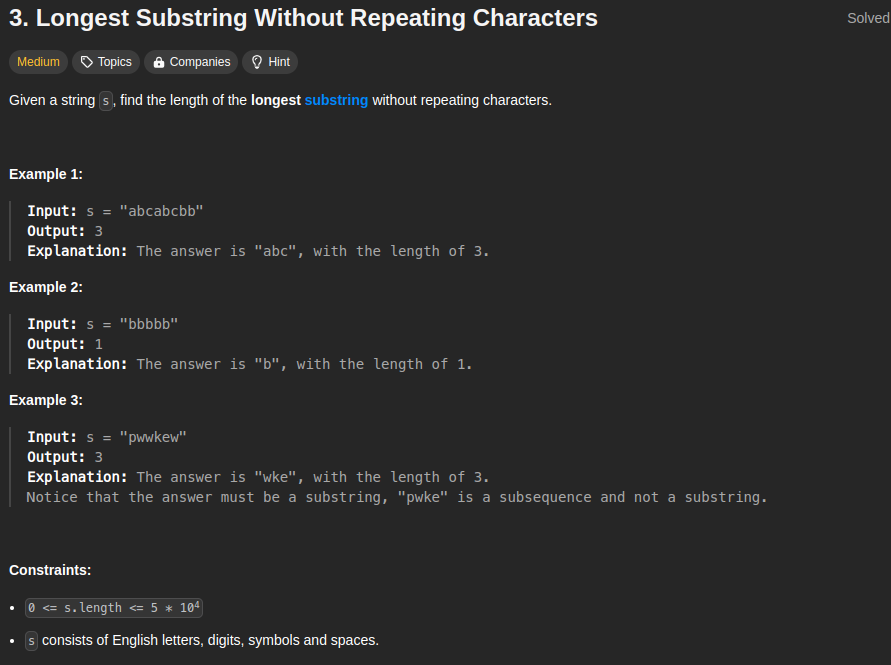 3. Longest Substring Without Repeating Characters
Solved
Medium Topics Companies Hint
Given a string s, find the length of the longest substring without repeating characters.
Example 1:
Input: s = "abcabcbb"
Output: 3
Explanation: The answer is "abc", with the length of 3.
Example 2:
Input: s = "bbbbb"
Output: 1
Explanation: The answer is "b", with the length of 1.
Example 3:
Input: s = "pwwkew"
Output: 3
Explanation: The answer is "wke", with the length of 3.
Notice that the answer must be a substring, "pwke" is a subsequence and not a substring.
Constraints:
• 0 <= s.length <= 5 * 10⁴
• s consists of English letters, digits, symbols and spaces.